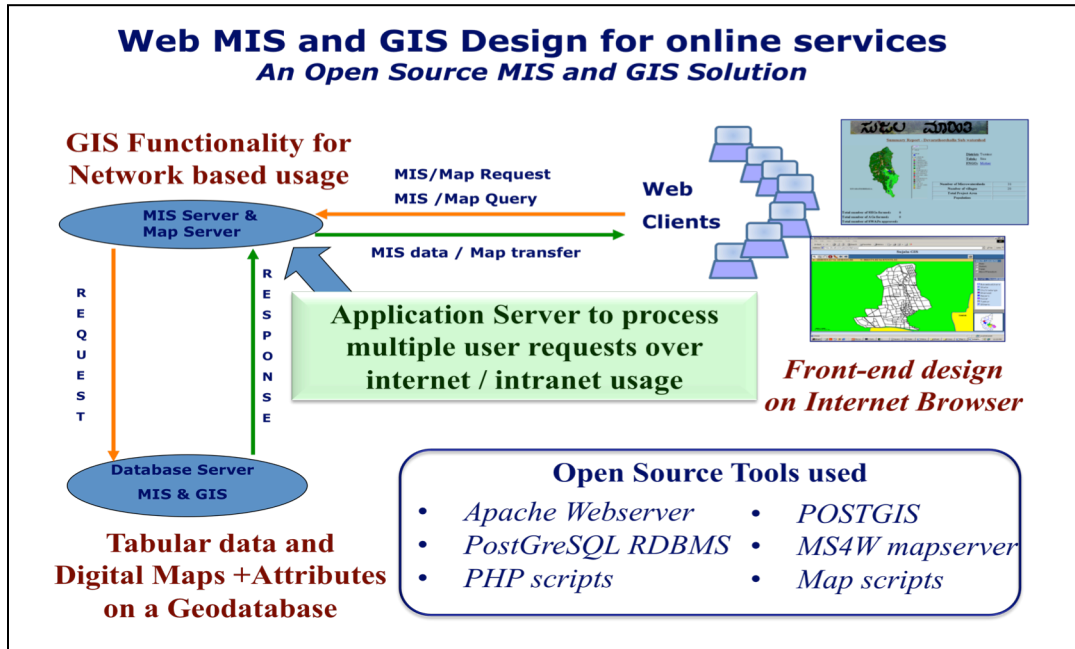 Web MIS and GIS Design for online services
An Open Source MIS and GIS Solution
GIS Functionality for
Network based usage
MIS Server &
Map Server
MIS/Map Request
MIS /Map Query
MIS data / Map transfer
Web
Clients
ಸುಜಲ ಮಾಹಿತಿ
REQUEST
RESPONSE
Application Server to process
multiple user requests over
internet / intranet usage
Front-end design
on Internet Browser
Database Server
MIS & GIS
Tabular data and
Digital Maps +Attributes
on a Geodatabase
Open Source Tools used
• Apache Webserver
• PostGreSQL RDBMS
• PHP scripts
• POSTGIS
• MS4W mapserver
• Map scripts